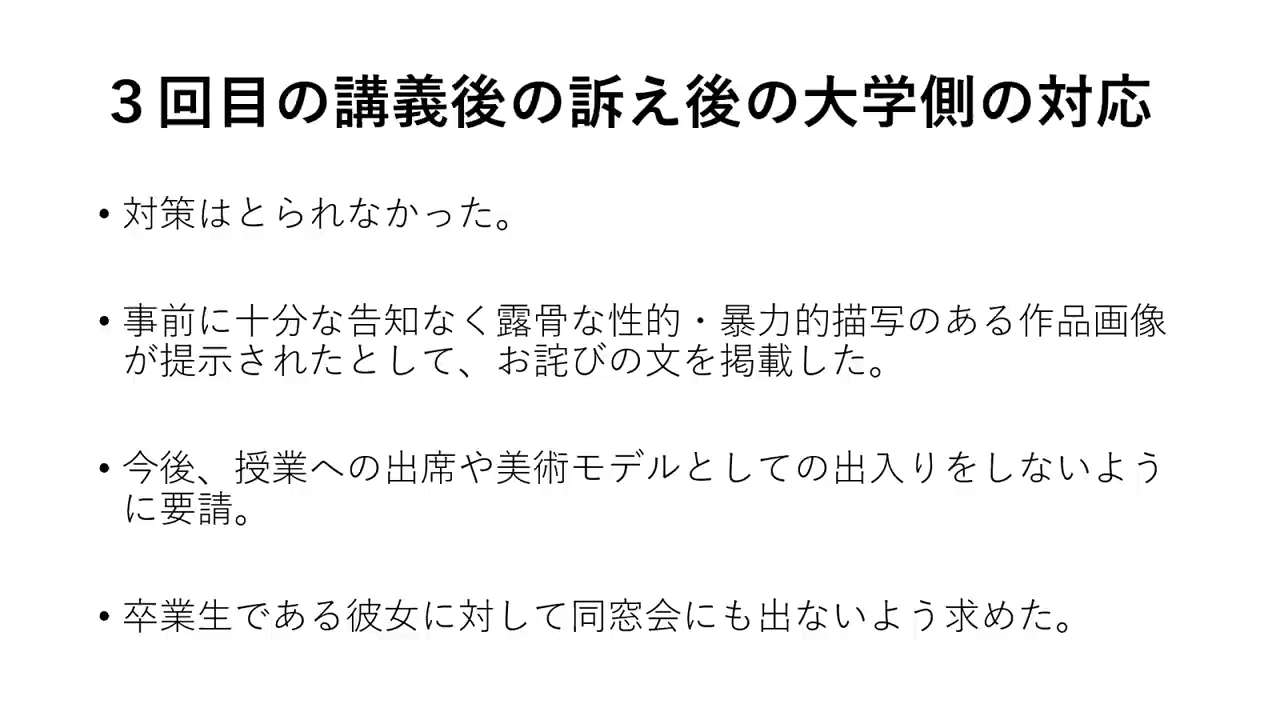 ３回目の講義後の訴え後の大学側の対応
• 対策はとられなかった。
• 事前に十分な告知なく露骨な性的・暴力的描写のある作品画像
が提示されたとして、お詫びの文を掲載した。
• 今後、授業への出席や美術モデルとしての出入りをしないよう
に要請。
• 卒業生である彼女に対して同窓会にも出ないよう求めた。